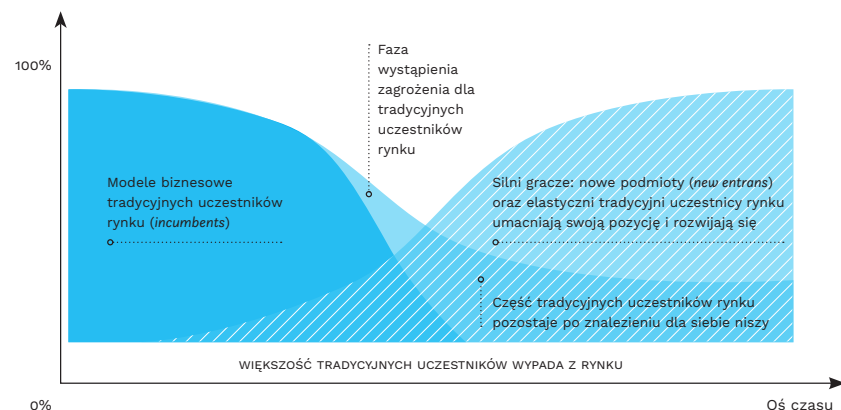 100%
Faza
wystąpienia
zagrożenia dla
tradycyjnych
uczestników
rynku
Modele biznesowe
tradycyjnych uczestników
rynku (incumbents)
Silni gracze: nowe podmioty (new entrans)
oraz elastyczni tradycyjni uczestnicy rynku
umacniają swoją pozycję i rozwijają się
Część tradycyjnych uczestników rynku
pozostaje po znalezieniu dla siebie niszy
WIĘKSZOŚĆ TRADYCYJNYCH UCZESTNIKÓW WYPADA Z RYNKU
0%
Oś czasu